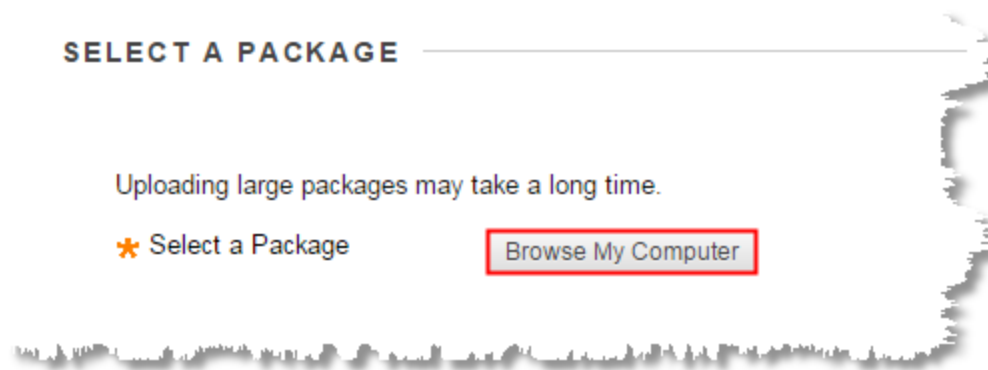 SELECT A PACKAGE
Uploading large packages may take a long time.
* Select a Package
Browse My Computer